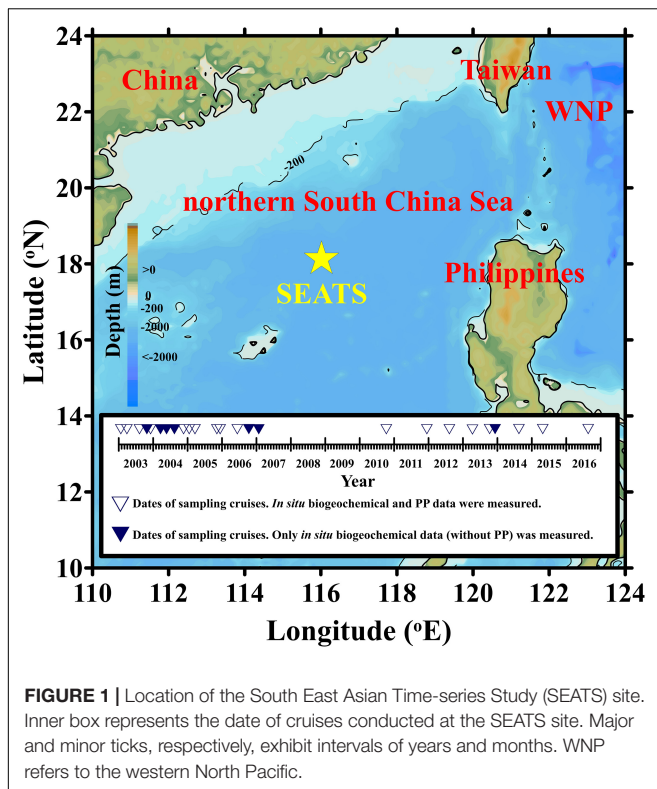 24
22
20
18
16
14
12
10
Latitude (ºN)
China
Taiwan
WNP
-200
northern South China Sea
SEATS
Philippines
Depth (m)
>0
0
-200
-2000
<-2000
2003 2004 2005 2006 2007 2008 2009 2010 2011 2012 2013 2014 2015 2016
Year
Dates of sampling cruises. In situ biogeochemical and PP data were measured.
Dates of sampling cruises. Only in situ biogeochemical data (without PP) was measured.
110 112 114 116 118 120 122 124
Longitude (ºE)
FIGURE 1 | Location of the South East Asian Time-series Study (SEATS) site.
Inner box represents the date of cruises conducted at the SEATS site. Major
and minor ticks, respectively, exhibit intervals of years and months. WNP
refers to the western North Pacific.